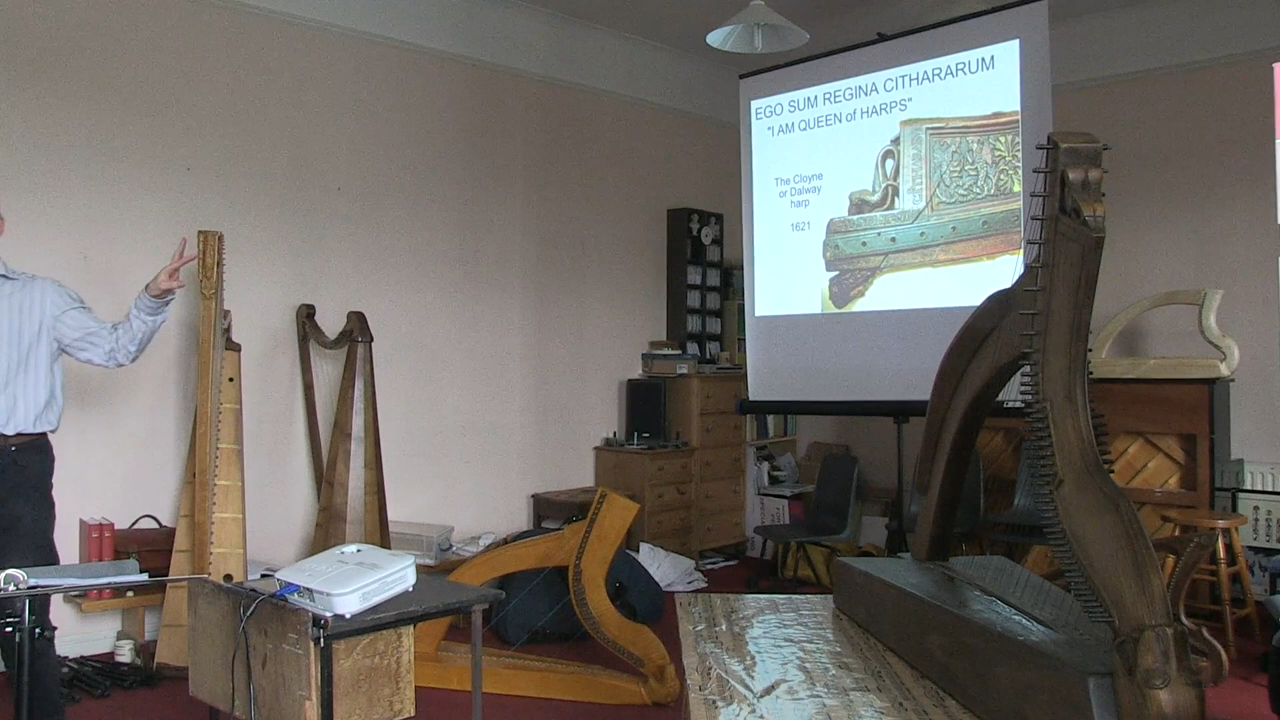 EGO SUM REGINA CITHARARUM
"I AM QUEEN of HARPS"
The Cloyne
or Dalway
harp
1621